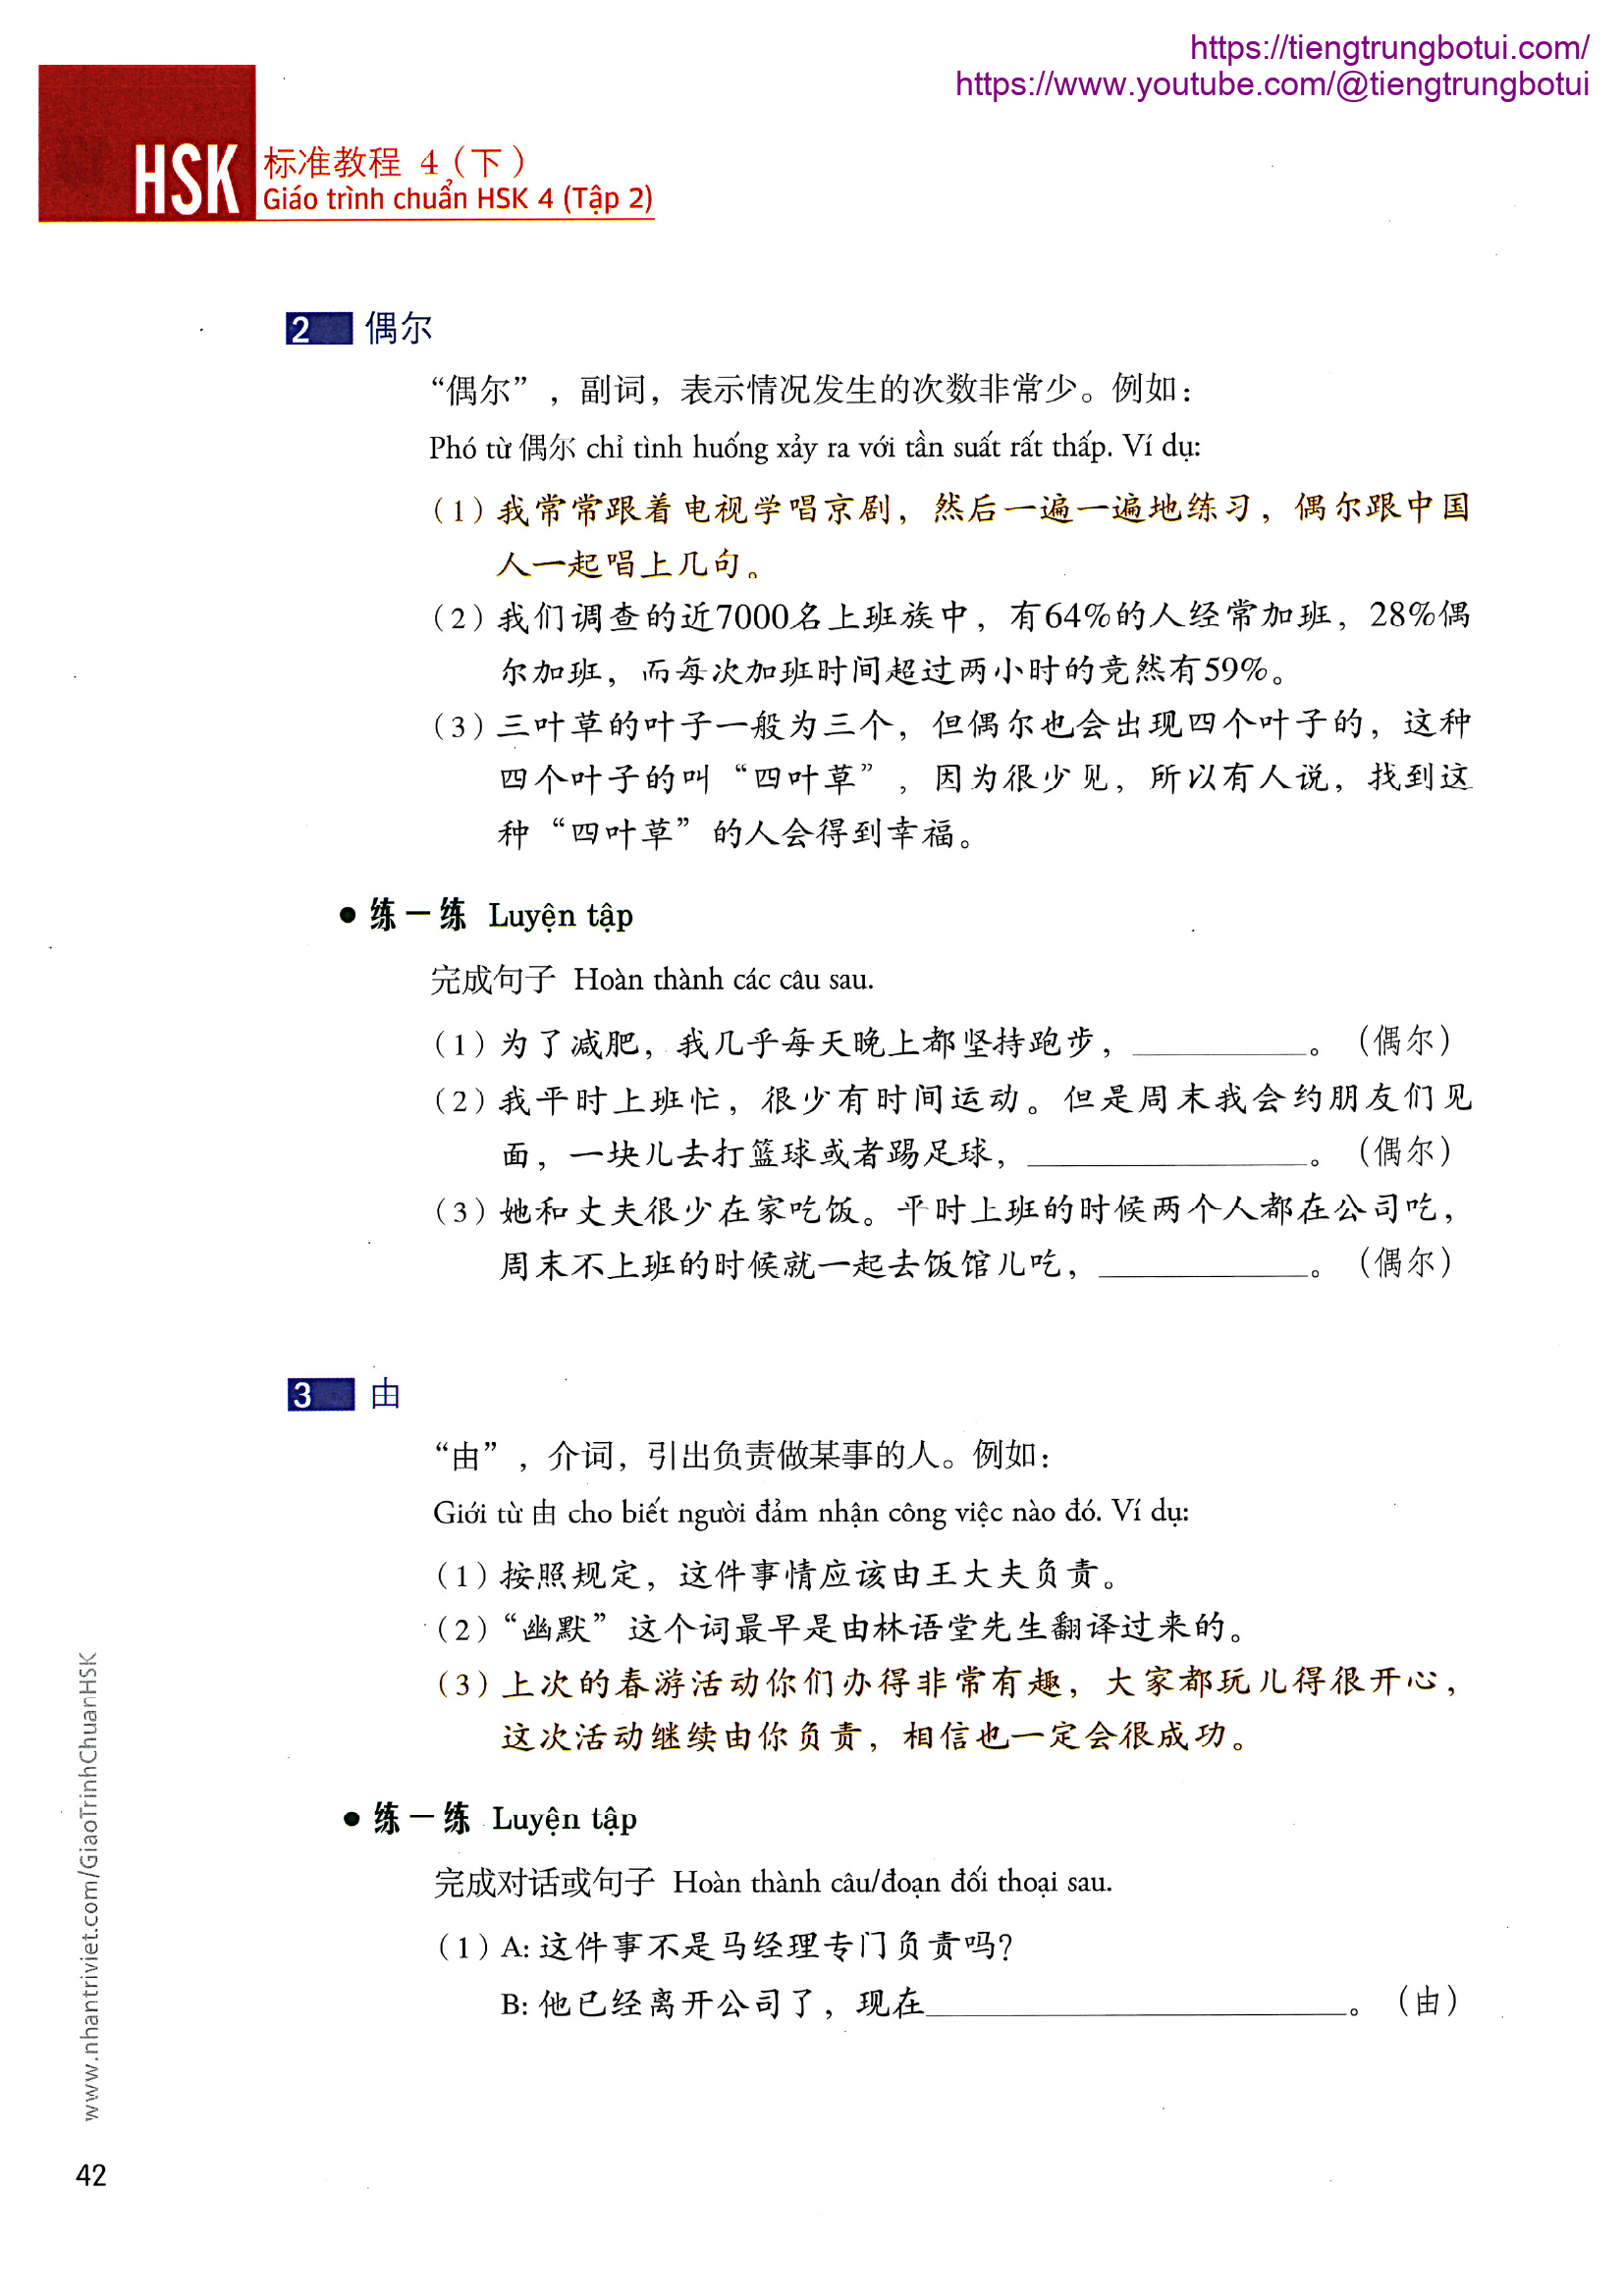 https://tiengtrungbotui.com/
https://www.youtube.com/@tiengtrungbotui
HSK 标准教程 4（下）
Giáo trình chuẩn HSK 4 (Tập 2)
2 偶尔
“偶尔”，副词，表示情况发生的次数非常少。例如：
Phó từ 偶尔 chỉ tình huống xảy ra với tần suất rất thấp. Ví dụ:
（1）我常常跟着电视学唱京剧，然后一遍一遍地练习，偶尔跟中国
人一起唱上几句。
（2）我们调查的近7000名上班族中，有64%的人经常加班，28%偶
尔加班，而每次加班时间超过两小时的竟然有59%。
（3）三叶草的叶子一般为三个，但偶尔也会出现四个叶子的，这种
四个叶子的叫“四叶草”，因为很少见，所以有人说，找到这
种“四叶草”的人会得到幸福。
● 练一练 Luyện tập
完成句子 Hoàn thành các câu sau.
（1）为了减肥，我几乎每天晚上都坚持跑步，__________。（偶尔）
（2）我平时上班忙，很少有时间运动。但是周末我会约朋友们见
面，一块儿去打篮球或者踢足球，________________。（偶尔）
（3）她和丈夫很少在家吃饭。平时上班的时候两个人都在公司吃，
周末不上班的时候就一起去饭馆儿吃，____________。（偶尔）
3 由
“由”，介词，引出负责做某事的人。例如：
Giới từ 由 cho biết người đảm nhận công việc nào đó. Ví dụ:
（1）按照规定，这件事情应该由王大夫负责。
（2）“幽默”这个词最早是由林语堂先生翻译过来的。
（3）上次的春游活动你们办得非常有趣，大家都玩儿得很开心，
这次活动继续由你负责，相信也一定会很成功。
● 练一练 Luyện tập
完成对话或句子 Hoàn thành câu/đoạn đối thoại sau.
（1）A: 这件事不是马经理专门负责吗？
B: 他已经离开公司了，现在________________________。（由）
www.nhantriviet.com/GiaoTrinhChuanHSK
42